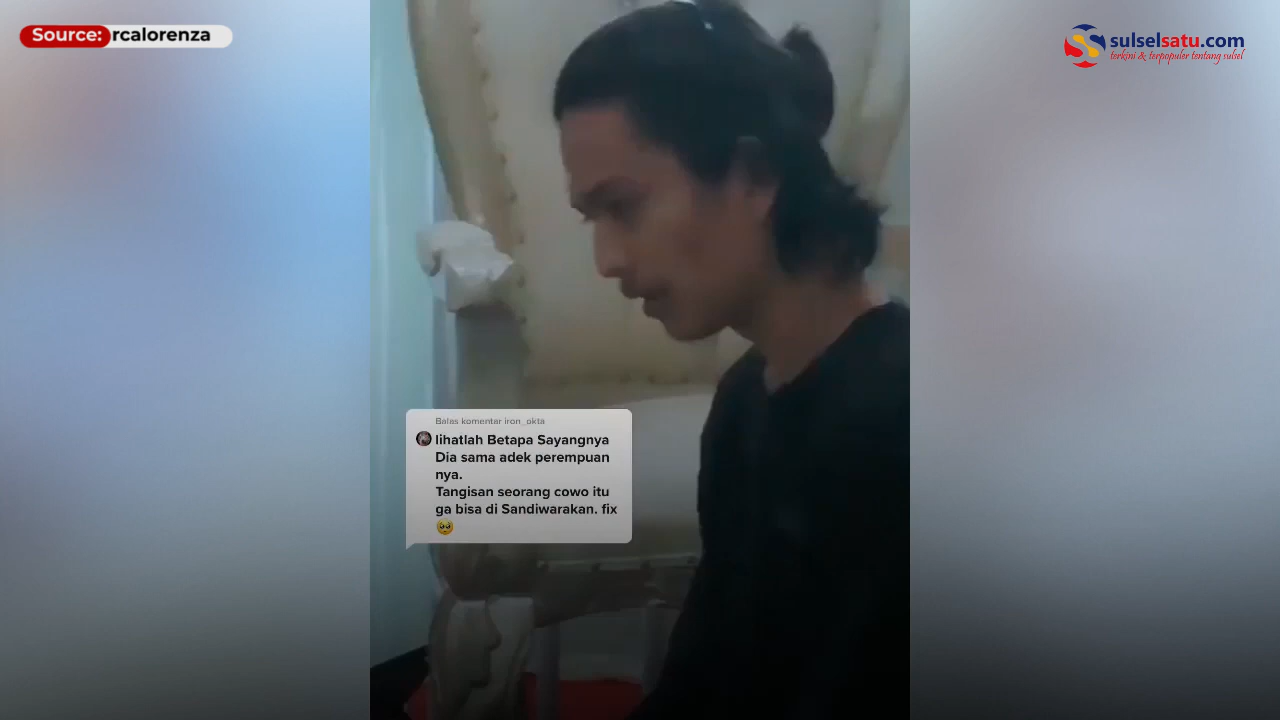 Source: rcalorenza
sulselsatu.com
terkini & terpopuler tentang sulsel
Balas komentar iron_okta
lihatlah Betapa Sayangnya
Dia sama adek perempuan
nya.
Tangisan seorang cowo itu
ga bisa di Sandiwarakan. fix
🥺